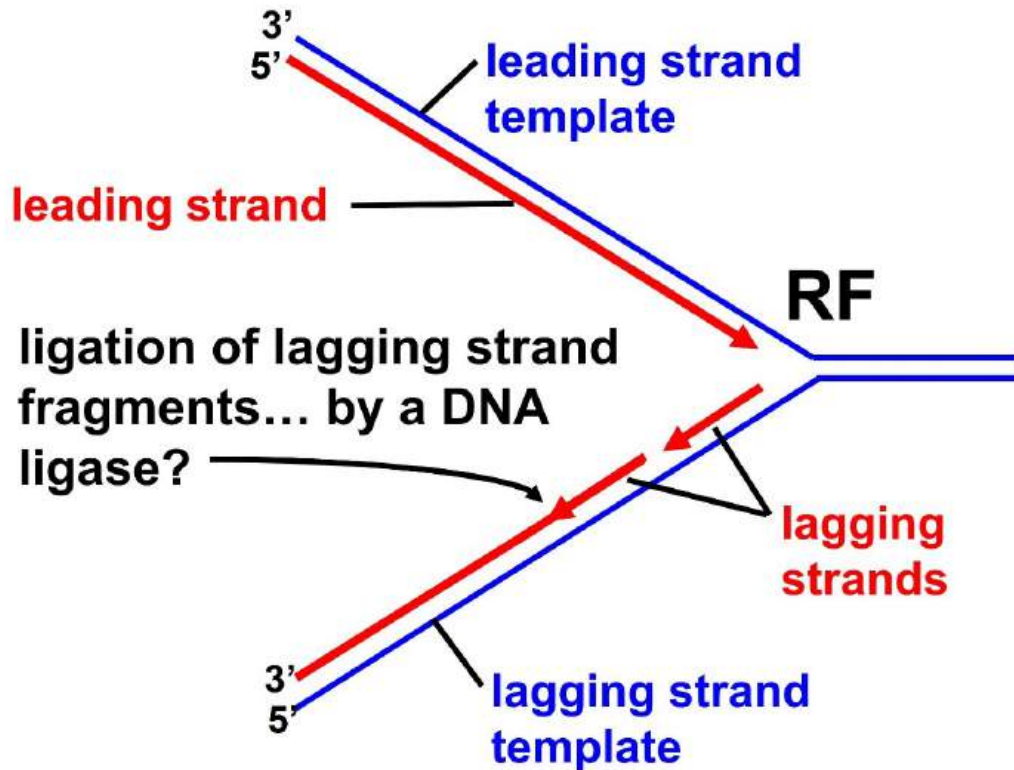 3’
5’
leading strand
template
leading strand
RF
ligation of lagging strand
fragments… by a DNA
ligase?
lagging
strands
3’
5’
lagging strand
template